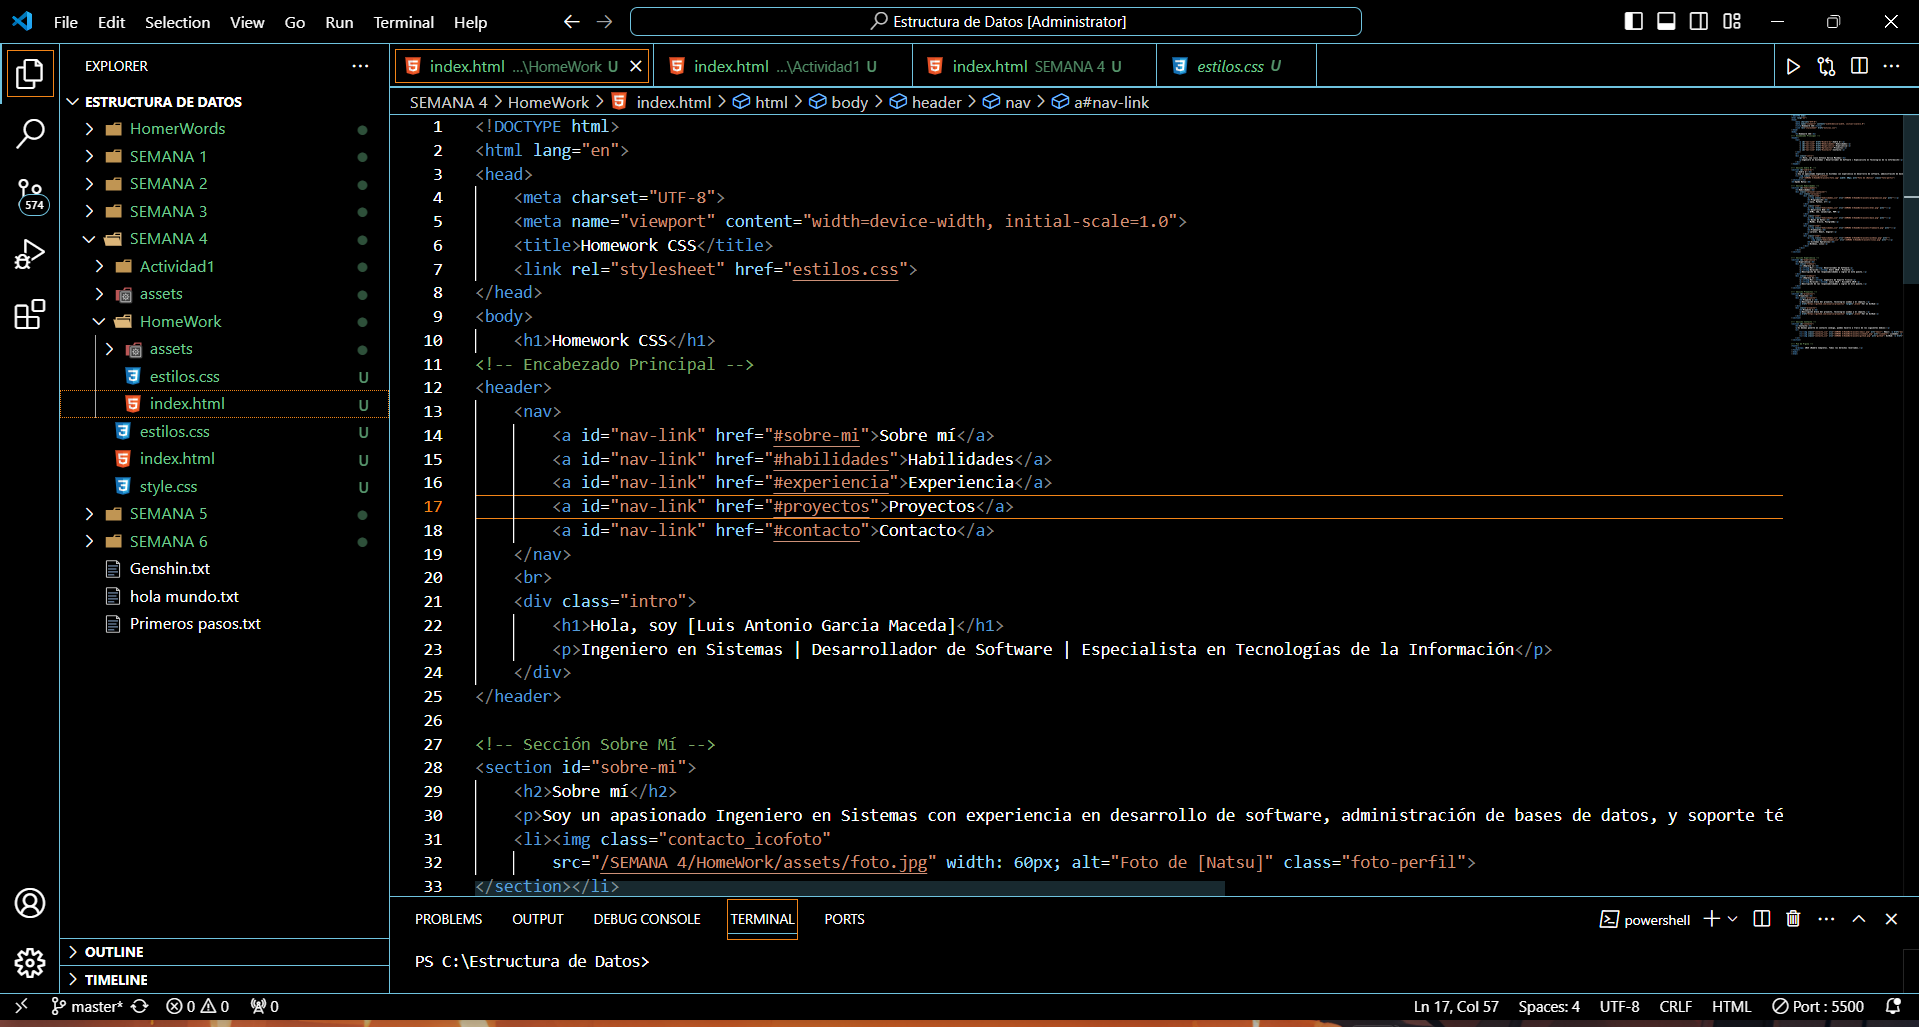 File Edit Selection View Go Run Terminal Help
Estructura de Datos [Administrator]
EXPLORER
ESTRUCTURA DE DATOS
HomerWords
SEMANA 1
SEMANA 2
SEMANA 3
SEMANA 4
Actividad1
assets
HomeWork
assets
estilos.css U
index.html U
estilos.css U
index.html U
style.css U
SEMANA 5
SEMANA 6
Genshin.txt
hola mundo.txt
Primeros pasos.txt
OUTLINE
TIMELINE
574
index.html ...\HomeWork U
index.html ...\Actividad1 U
index.html SEMANA 4 U
estilos.css U
SEMANA 4 > HomeWork > index.html > html > body > header > nav > a#nav-link
1 <!DOCTYPE html>
2 <html lang="en">
3 <head>
4 <meta charset="UTF-8">
5 <meta name="viewport" content="width=device-width, initial-scale=1.0">
6 <title>Homework CSS</title>
7 <link rel="stylesheet" href="estilos.css">
8 </head>
9 <body>
10 <h1>Homework CSS</h1>
11 <!-- Encabezado Principal -->
12 <header>
13 <nav>
14 <a id="nav-link" href="#sobre-mi">Sobre mí</a>
15 <a id="nav-link" href="#habilidades">Habilidades</a>
16 <a id="nav-link" href="#experiencia">Experiencia</a>
17 <a id="nav-link" href="#proyectos">Proyectos</a>
18 <a id="nav-link" href="#contacto">Contacto</a>
19 </nav>
20 <br>
21 <div class="intro">
22 <h1>Hola, soy [Luis Antonio Garcia Maceda]</h1>
23 <p>Ingeniero en Sistemas | Desarrollador de Software | Especialista en Tecnologías de la Información</p>
24 </div>
25 </header>
26
27 <!-- Sección Sobre Mí -->
28 <section id="sobre-mi">
29 <h2>Sobre mí</h2>
30 <p>Soy un apasionado Ingeniero en Sistemas con experiencia en desarrollo de software, administración de bases de datos, y soporte té
31 <li><img class="contacto_icofoto"
32 src="/SEMANA 4/HomeWork/assets/foto.jpg" width: 60px; alt="Foto de [Natsu]" class="foto-perfil">
33 </section></li>
PROBLEMS OUTPUT DEBUG CONSOLE TERMINAL PORTS
powershell
PS C:\Estructura de Datos>
master* 0 0 0
Ln 17, Col 57 Spaces: 4 UTF-8 CRLF HTML Port : 5500